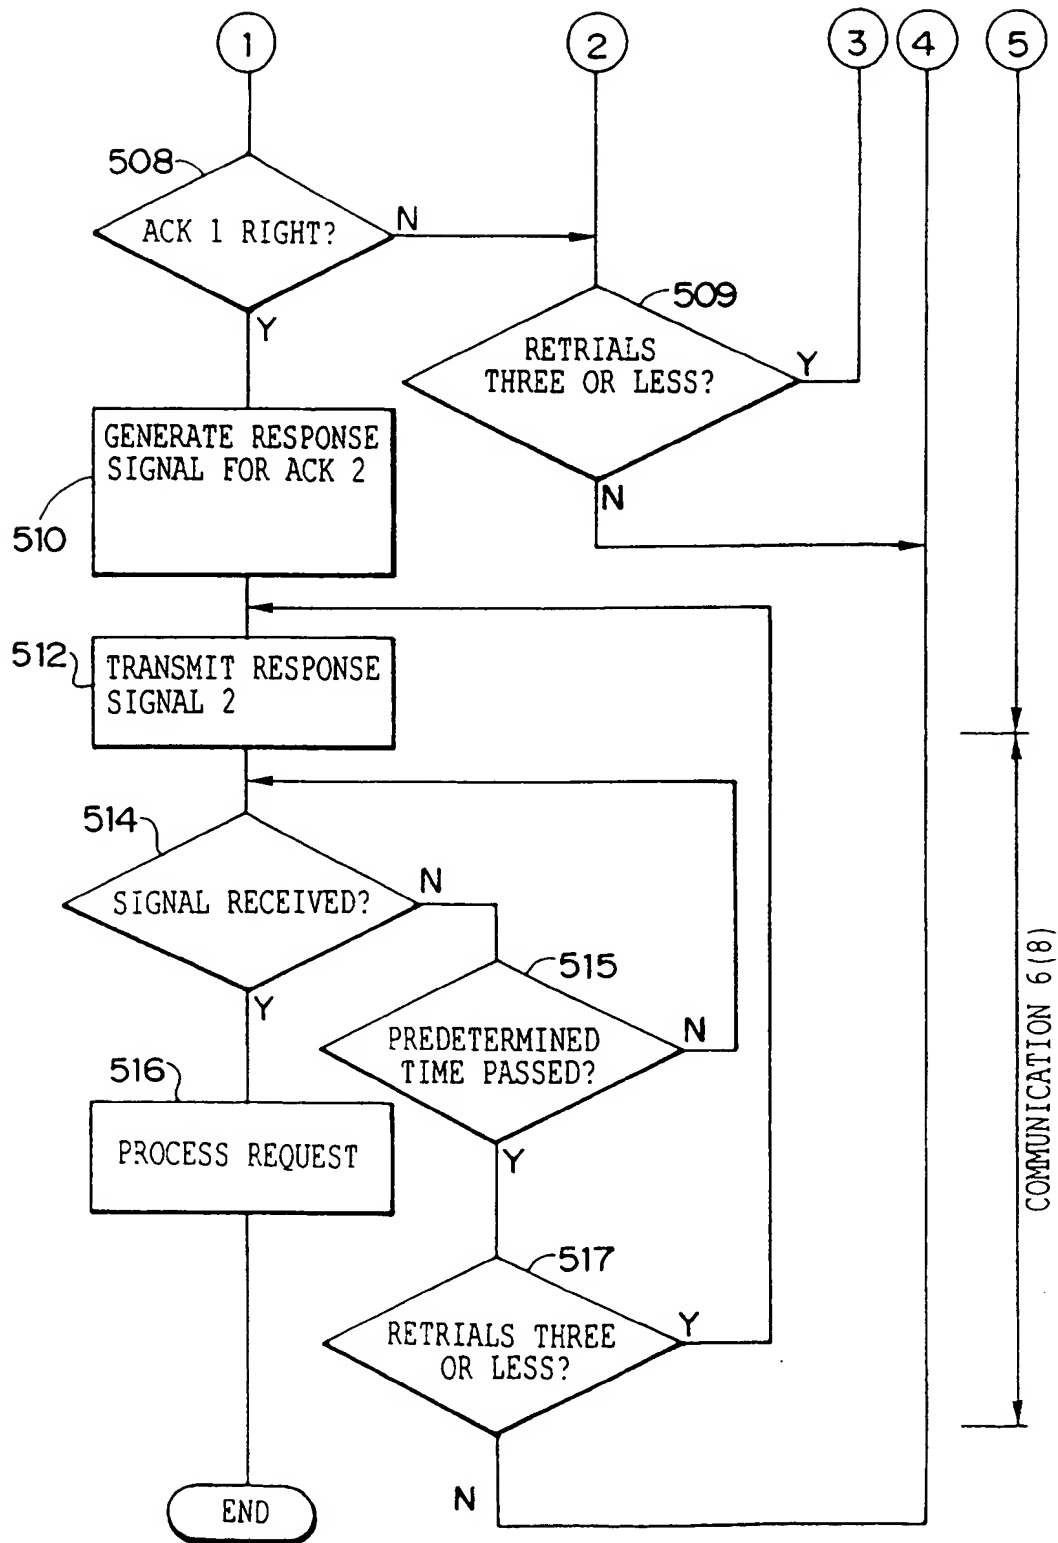 1
2
3
4
5
508
ACK 1 RIGHT?
N
Y
509
RETRIALS
THREE OR LESS?
Y
N
GENERATE RESPONSE
SIGNAL FOR ACK 2
510
512
TRANSMIT RESPONSE
SIGNAL 2
514
SIGNAL RECEIVED?
N
Y
515
PREDETERMINED
TIME PASSED?
N
Y
516
PROCESS REQUEST
517
RETRIALS THREE
OR LESS?
Y
N
END
COMMUNICATION 6(8)